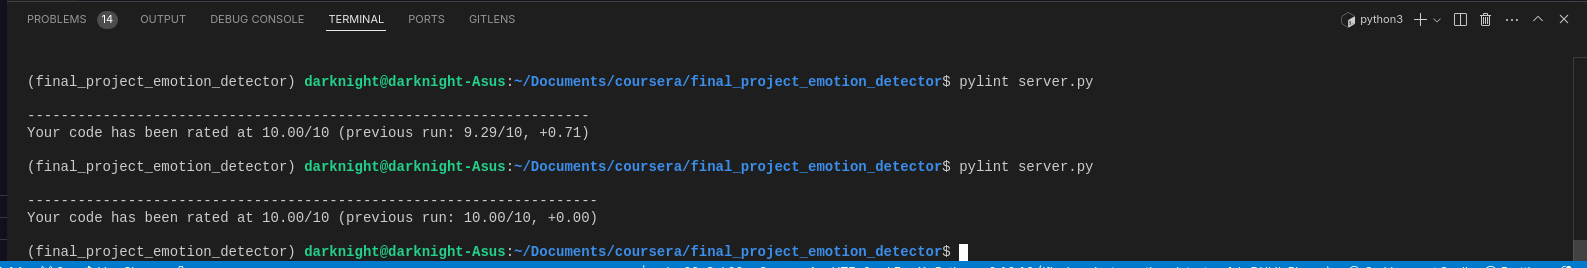 PROBLEMS 14 OUTPUT DEBUG CONSOLE TERMINAL PORTS GITLENS python3
(final_project_emotion_detector) darknight@darknight-Asus:~/Documents/coursera/final_project_emotion_detector$ pylint server.py
-------------------------------------------------------------------
Your code has been rated at 10.00/10 (previous run: 9.29/10, +0.71)
(final_project_emotion_detector) darknight@darknight-Asus:~/Documents/coursera/final_project_emotion_detector$ pylint server.py
--------------------------------------------------------------------
Your code has been rated at 10.00/10 (previous run: 10.00/10, +0.00)
(final_project_emotion_detector) darknight@darknight-Asus:~/Documents/coursera/final_project_emotion_detector$